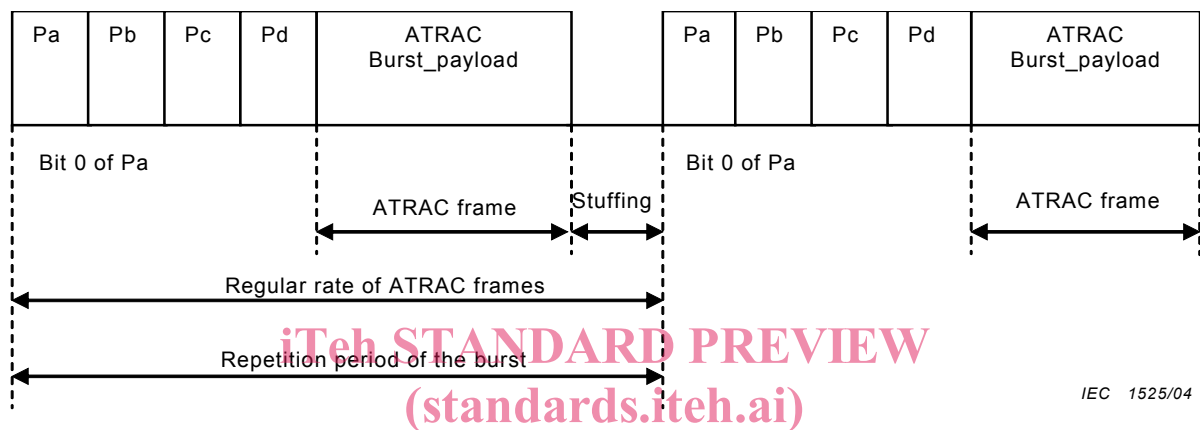 Pa Pb Pc Pd ATRAC Pa Pb Pc Pd ATRAC
Burst_payload Burst_payload
Bit 0 of Pa Bit 0 of Pa
ATRAC frame Stuffing ATRAC frame
Regular rate of ATRAC frames
iTeh STANDARD PREVIEW
Repetition period of the burst
(standards.iteh.ai)
IEC 1525/04